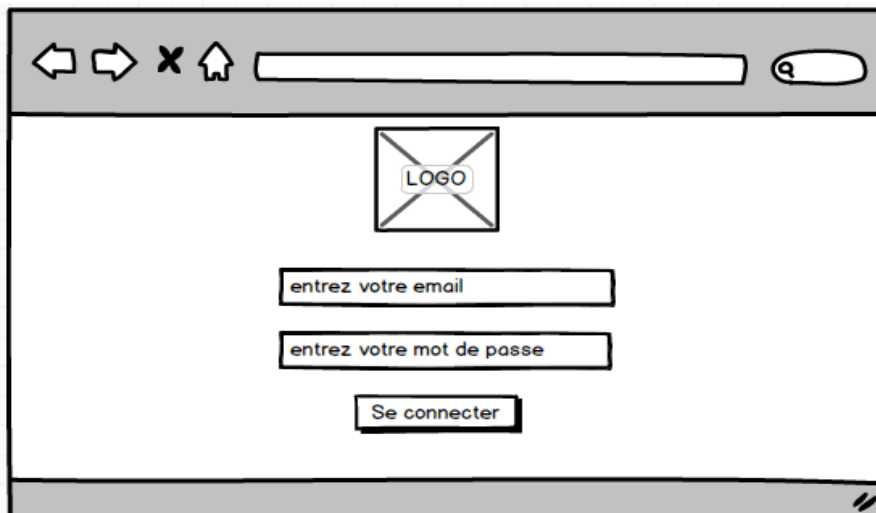 LOGO
entrez votre email
entrez votre mot de passe
Se connecter